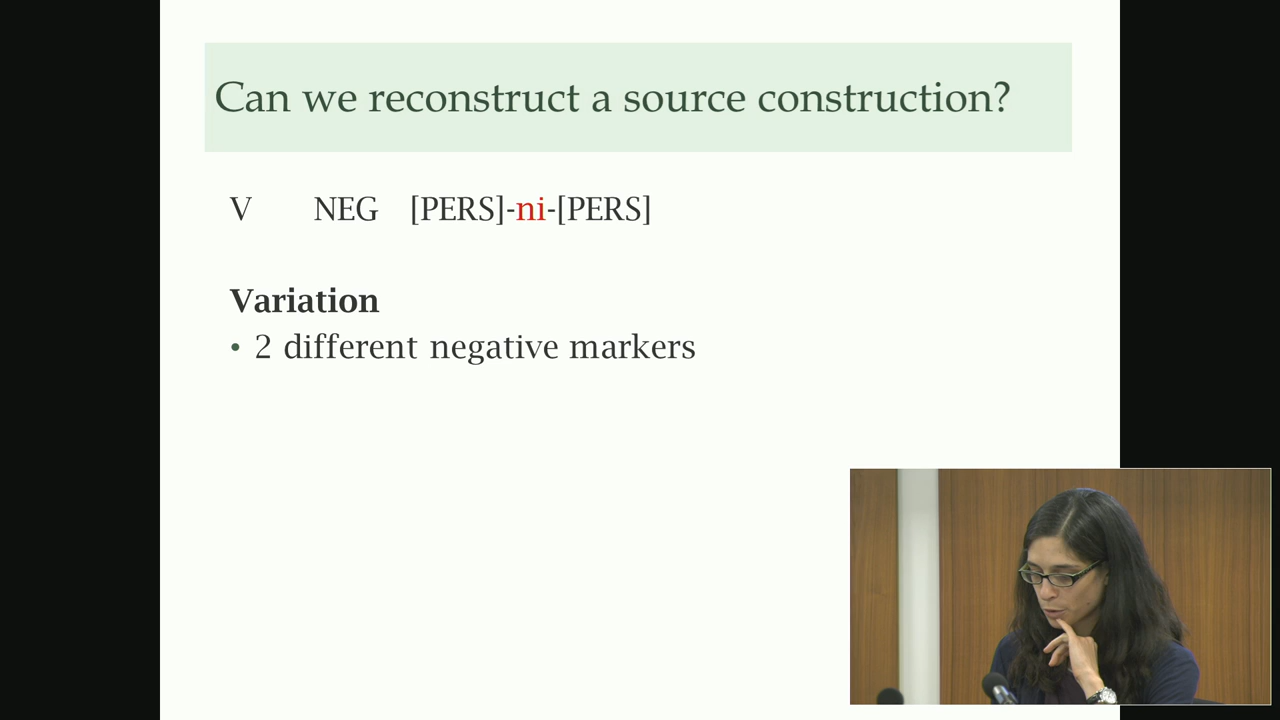 Can we reconstruct a source construction?
V NEG [PERS]-ni-[PERS]
Variation
• 2 different negative markers